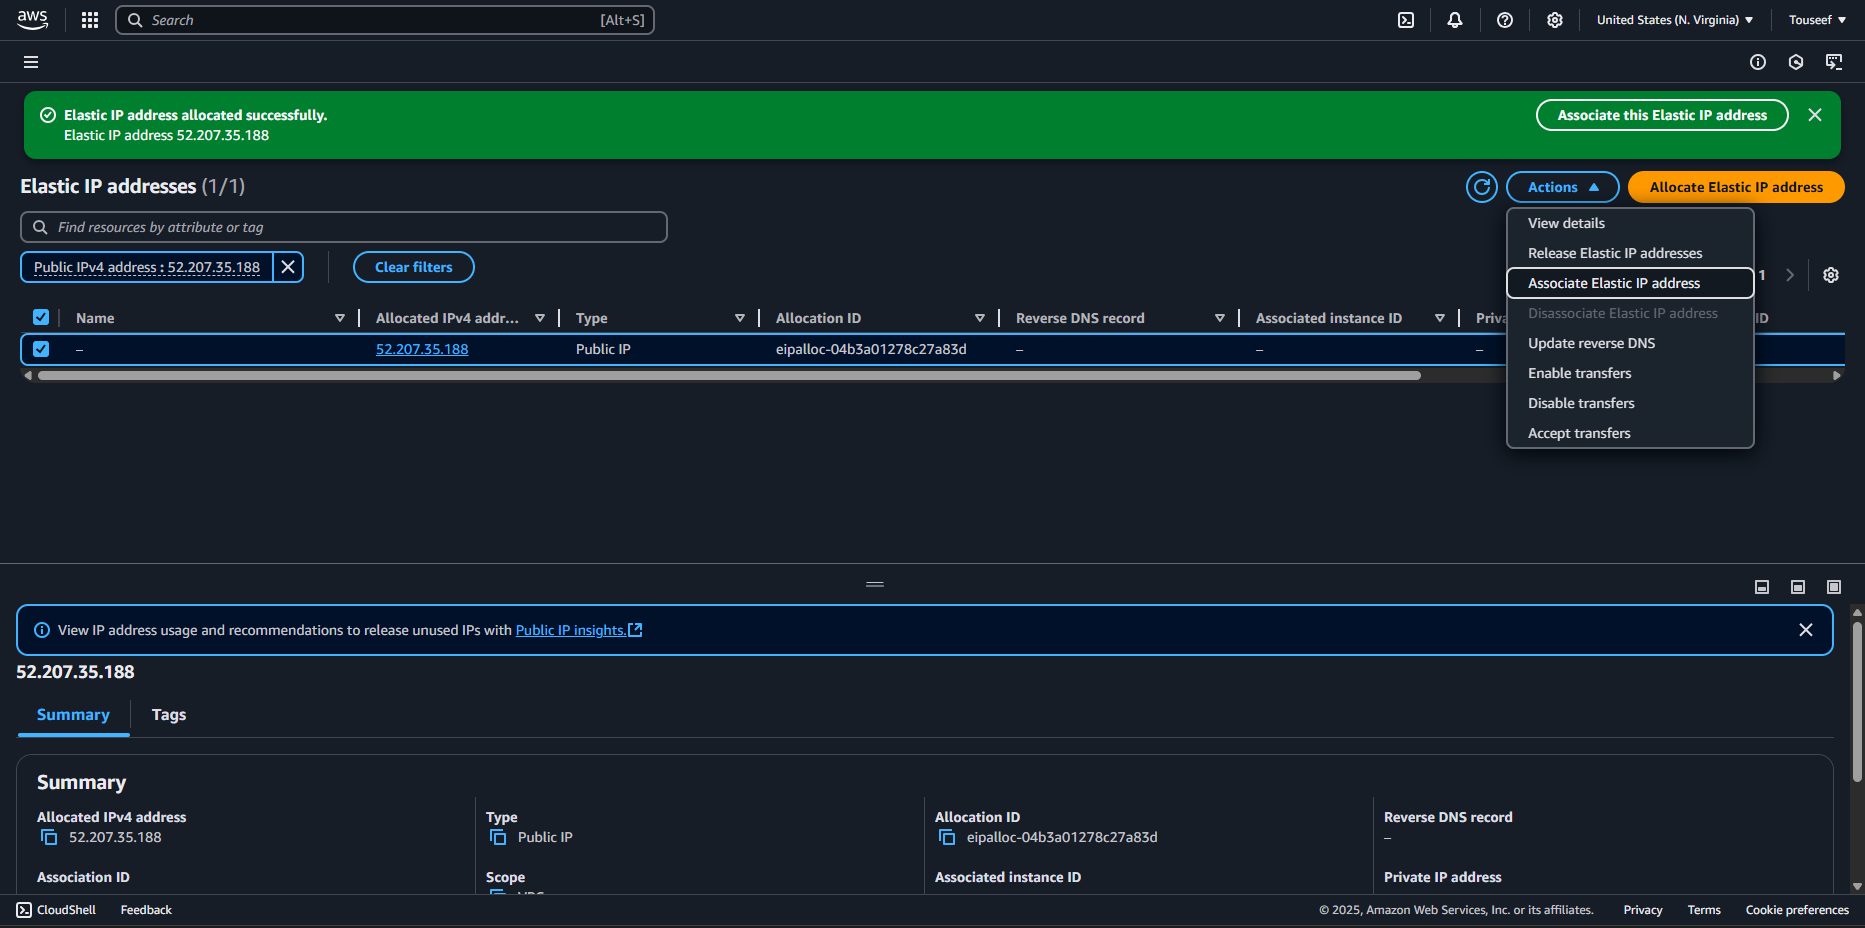 aws
Search [Alt+S]
United States (N. Virginia)
Touseef
Elastic IP address allocated successfully.
Elastic IP address 52.207.35.188
Associate this Elastic IP address
Elastic IP addresses (1/1)
Actions
Allocate Elastic IP address
Find resources by attribute or tag
View details
Release Elastic IP addresses
Associate Elastic IP address
Disassociate Elastic IP address
Update reverse DNS
Enable transfers
Disable transfers
Accept transfers
Public IPv4 address : 52.207.35.188
Clear filters
1
Name Allocated IPv4 addr... Type Allocation ID Reverse DNS record Associated instance ID Priva ID
– 52.207.35.188 Public IP eipalloc-04b3a01278c27a83d – – –
View IP address usage and recommendations to release unused IPs with Public IP insights.
52.207.35.188
Summary Tags
Summary
Allocated IPv4 address
52.207.35.188
Type
Public IP
Allocation ID
eipalloc-04b3a01278c27a83d
Reverse DNS record
–
Association ID
Scope
VPC
Associated instance ID
Private IP address
CloudShell Feedback © 2025, Amazon Web Services, Inc. or its affiliates. Privacy Terms Cookie preferences